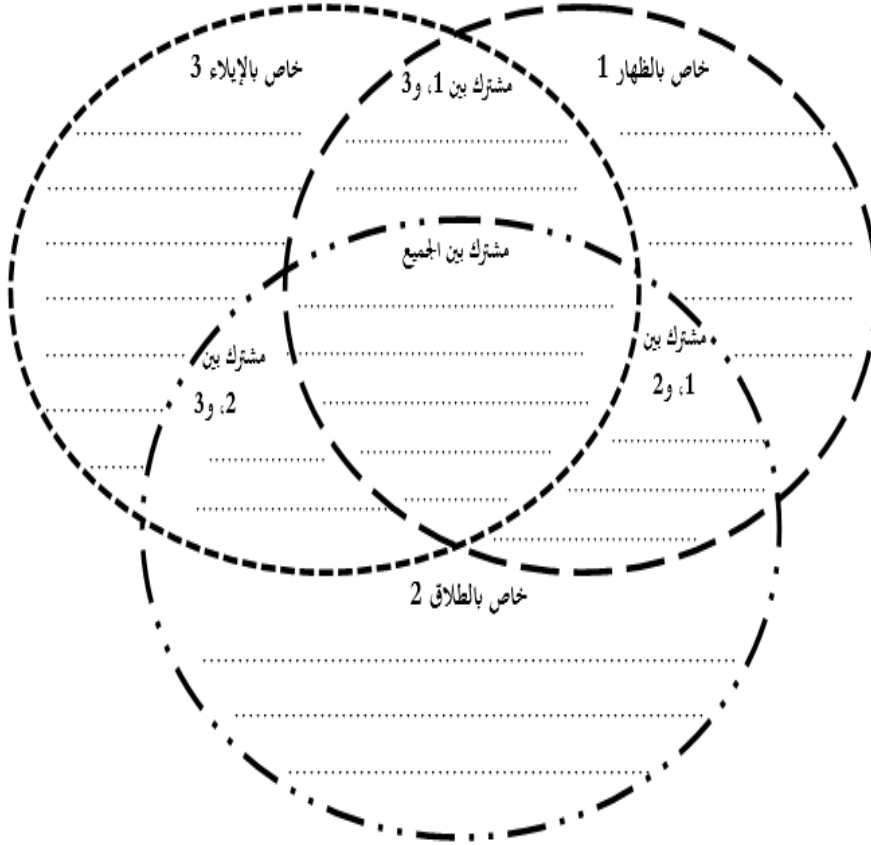 خاص بالظهار 1
مشترك بين 1، و3
خاص بالإيلاء 3
مشترك بين الجميع
مشترك بين
1، و2
مشترك بين
2، و3
خاص بالطلاق 2